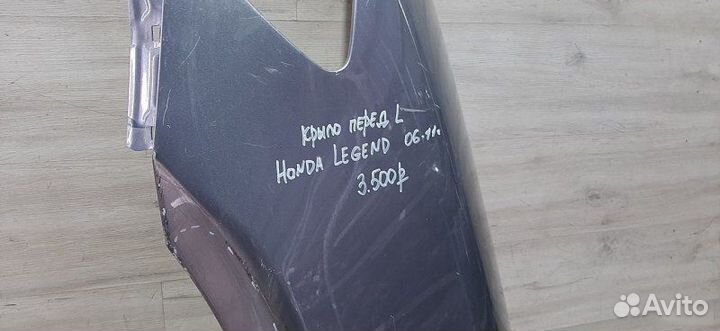 крыло перед L
HONDA LEGEND 06-11.
3.500₽
Avito